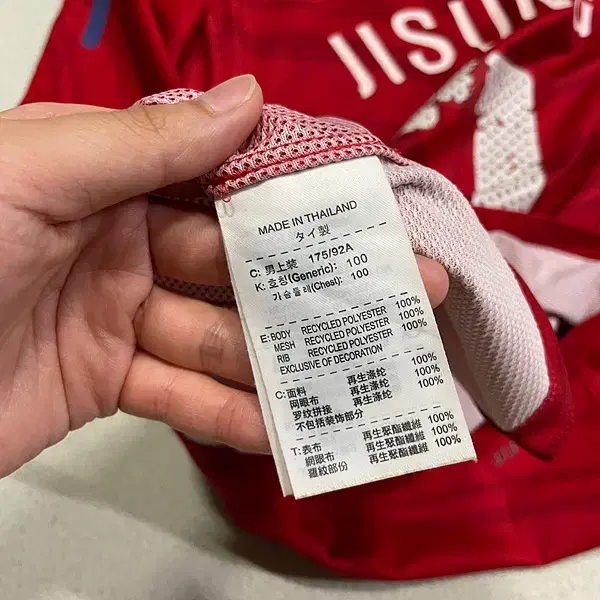 JISUN
MADE IN THAILAND
タイ製
C: 男上装 175/92A
K: 호칭(Generic): 100
가슴둘레(Chest): 100
E: BODY RECYCLED POLYESTER 100%
MESH RECYCLED POLYESTER 100%
RIB RECYCLED POLYESTER 100%
EXCLUSIVE OF DECORATION
C: 面料 再生涤纶 100%
网眼布 再生涤纶 100%
罗纹拼接 再生涤纶 100%
不包括装饰部分
T: 表布 再生聚酯纖維 100%
網眼布 再生聚酯纖維 100%
羅紋部份 再生聚酯纖維 100%